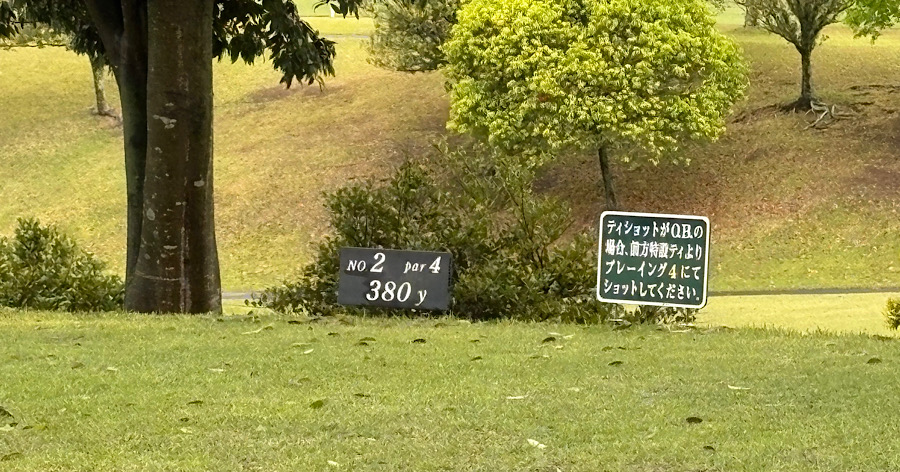 NO. 2 par 4
380 y
ティショットがO.B.の
場合、前方特設ティより
プレーイング4にて
ショットしてください。